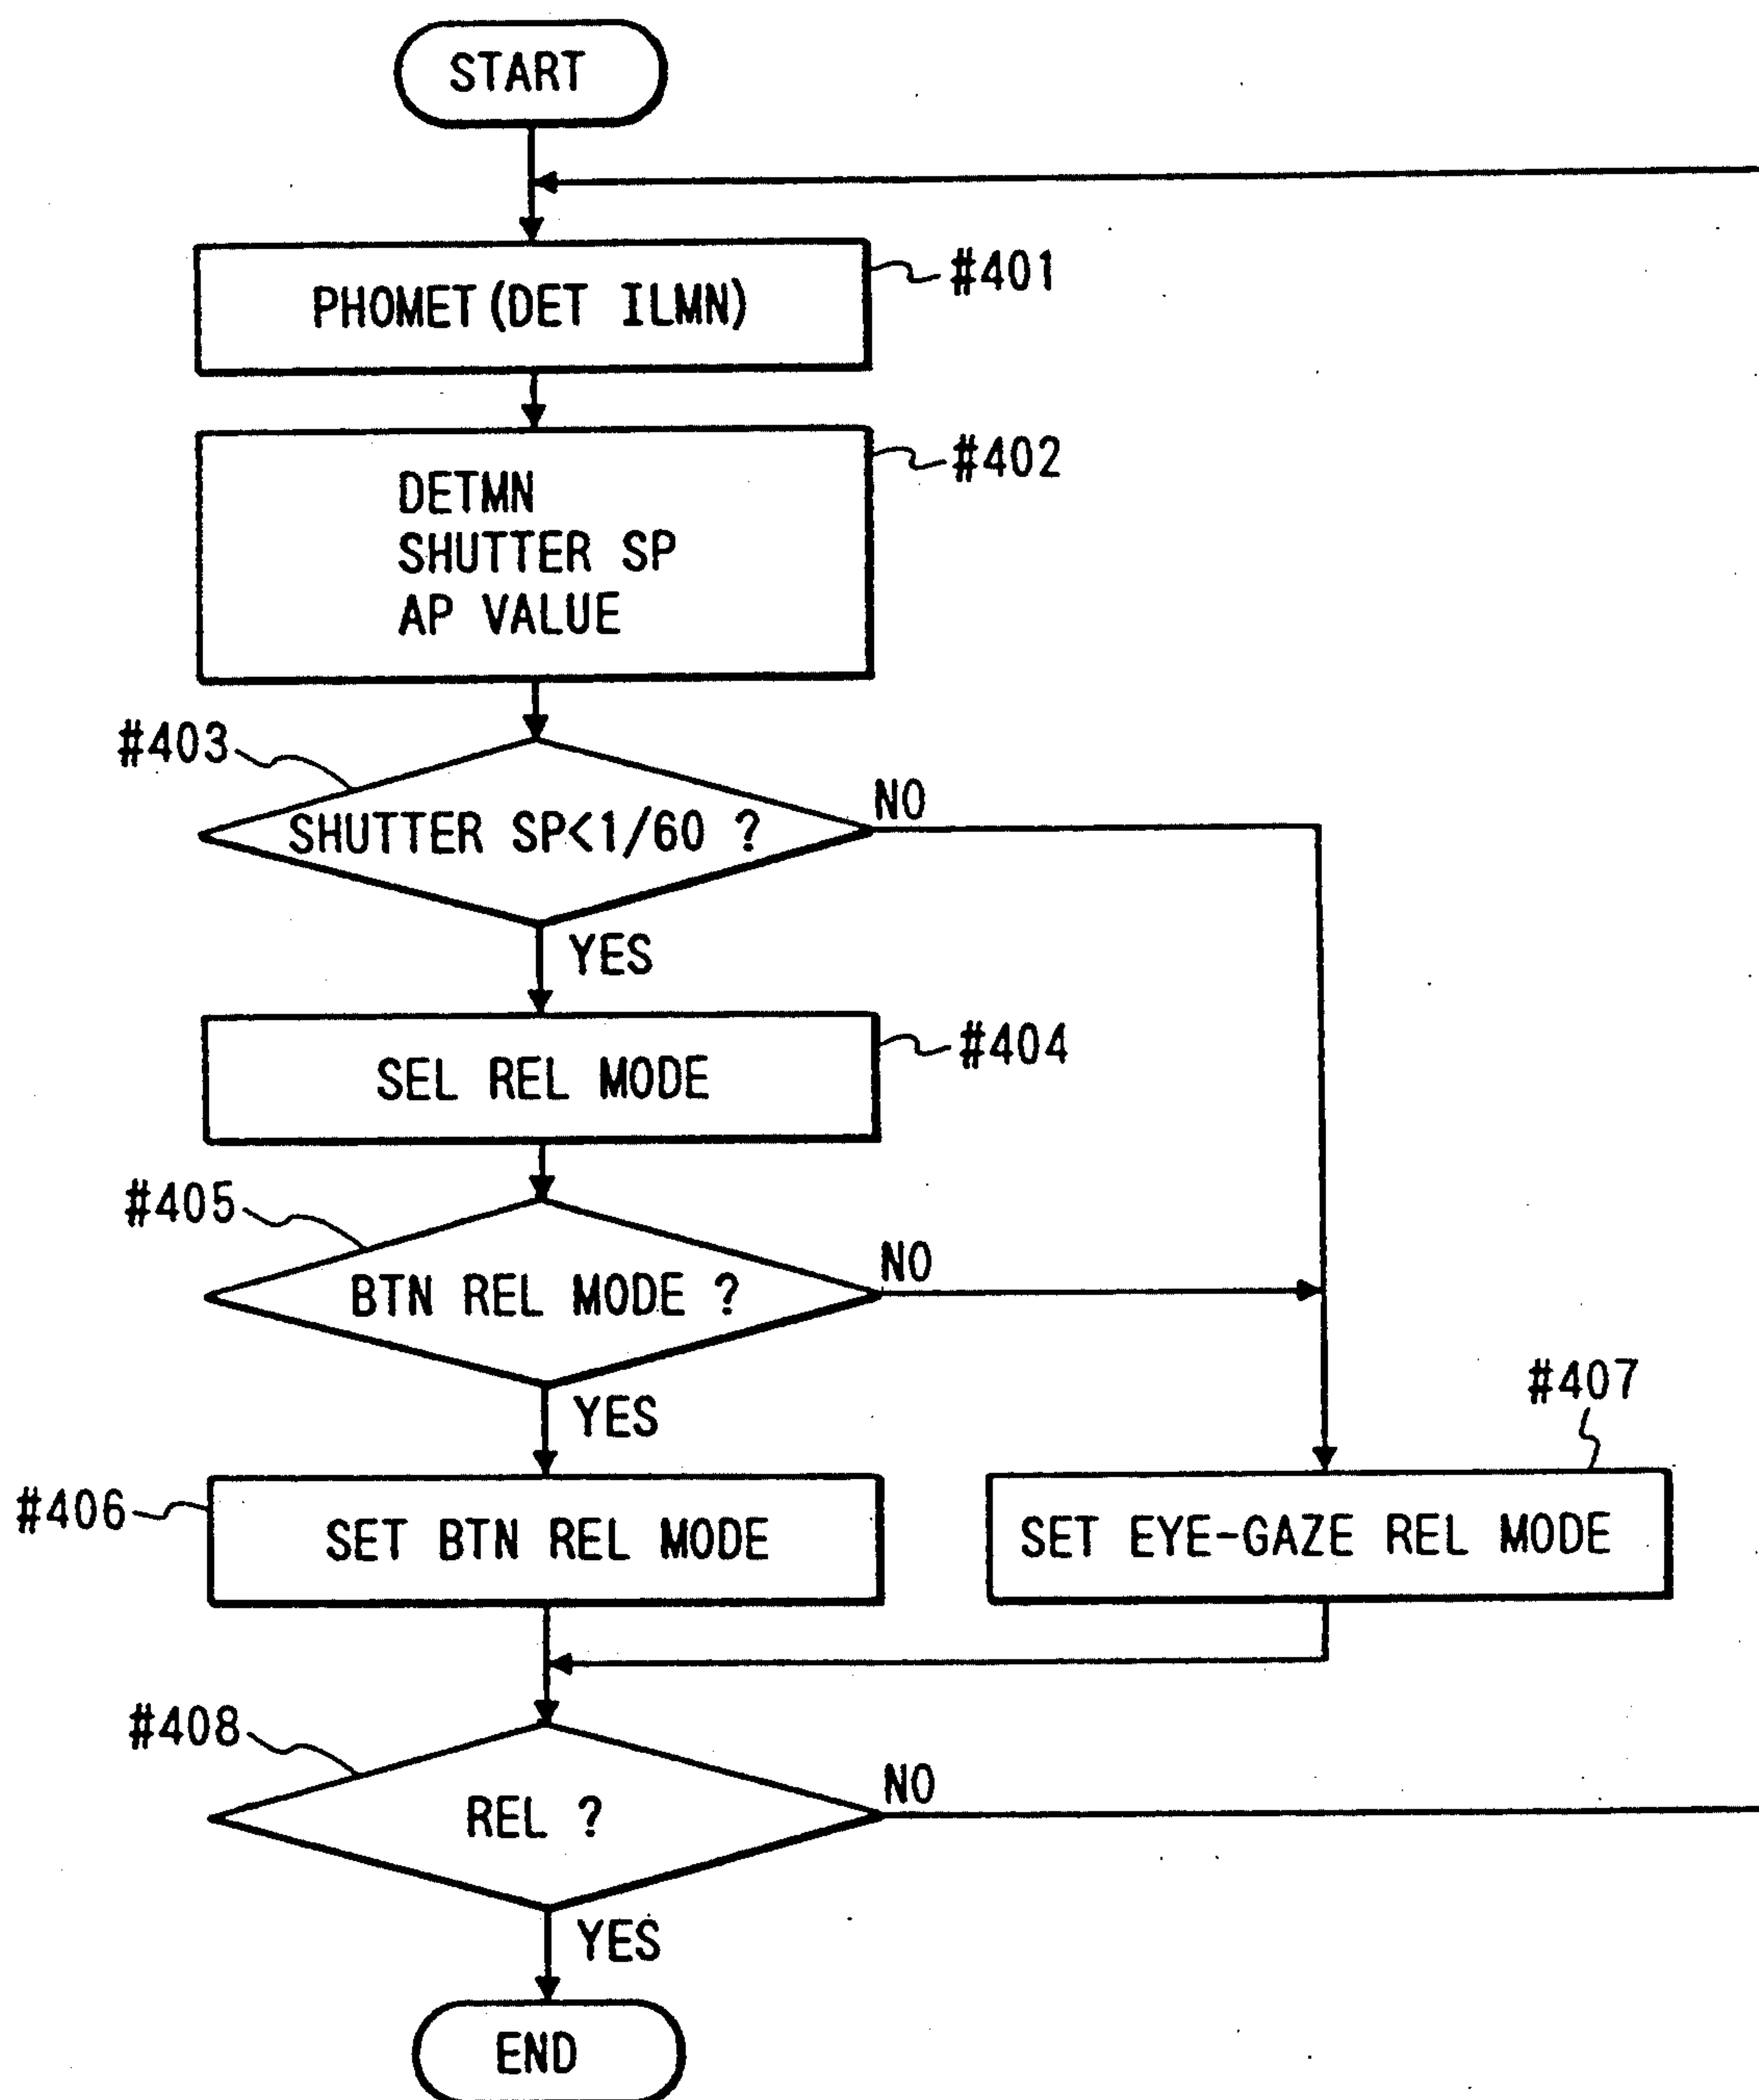 START
PHOMET(DET ILMN)
#401
DETMN
SHUTTER SP
AP VALUE
#402
#403
SHUTTER SP<1/60 ?
NO
YES
SEL REL MODE
#404
#405
BTN REL MODE ?
NO
YES
#406
SET BTN REL MODE
#407
SET EYE-GAZE REL MODE
#408
REL ?
NO
YES
END